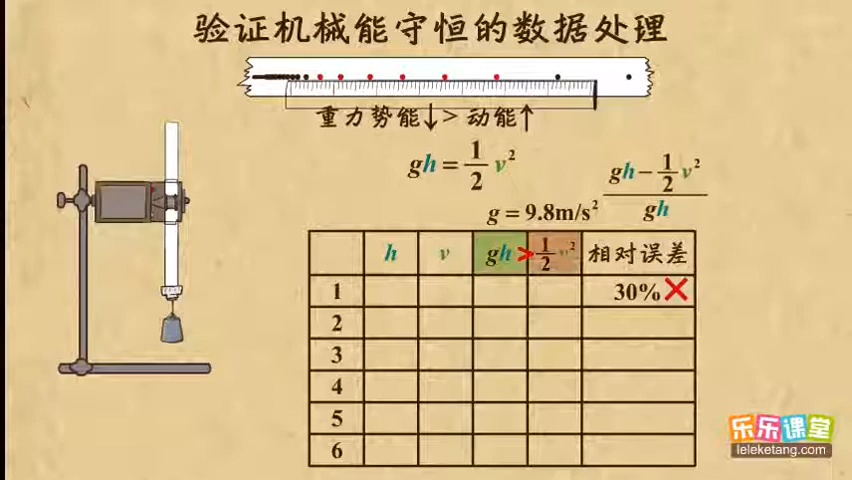 验证机械能守恒的数据处理
重力势能↓>动能↑
gh = 1/2 v²
g = 9.8m/s²
(gh − 1/2 v²)/gh
h v gh > 1/2 v² 相对误差
1 30% ✕
2
3
4
5
6
乐乐课堂
leleketang.com